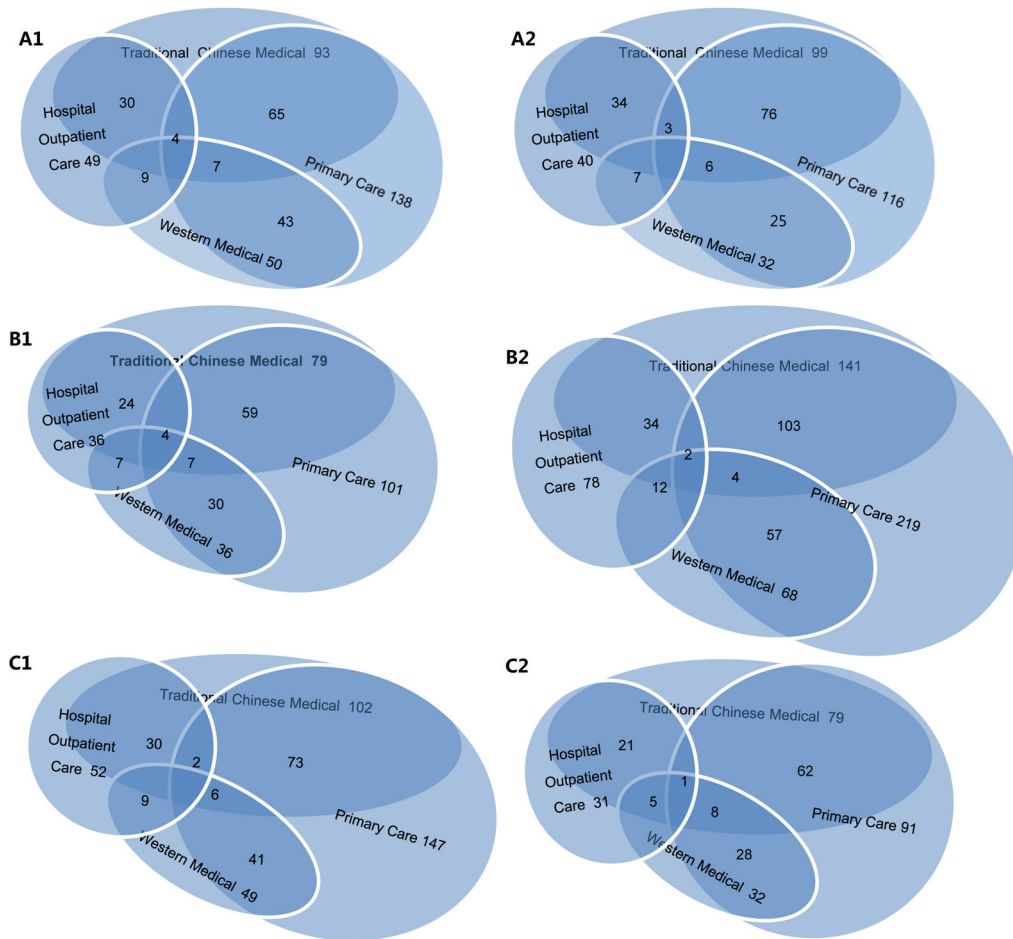 A1
Traditional Chinese Medical 93
30
65
Hospital
Outpatient
Care 49
4
9
7
Primary Care 138
43
Western Medical 50
A2
Traditional Chinese Medical 99
34
76
Hospital
Outpatient
Care 40
3
7
6
Primary Care 116
25
Western Medical 32
B1
Traditional Chinese Medical 79
24
59
Hospital
Outpatient
Care 36
4
7
7
Primary Care 101
30
Western Medical 36
B2
Traditional Chinese Medical 141
34
103
Hospital
Outpatient
Care 78
2
12
4
Primary Care 219
57
Western Medical 68
C1
Traditional Chinese Medical 102
30
73
Hospital
Outpatient
Care 52
2
9
6
Primary Care 147
41
Western Medical 49
C2
Traditional Chinese Medical 79
21
62
Hospital
Outpatient
Care 31
1
5
8
Primary Care 91
28
Western Medical 32